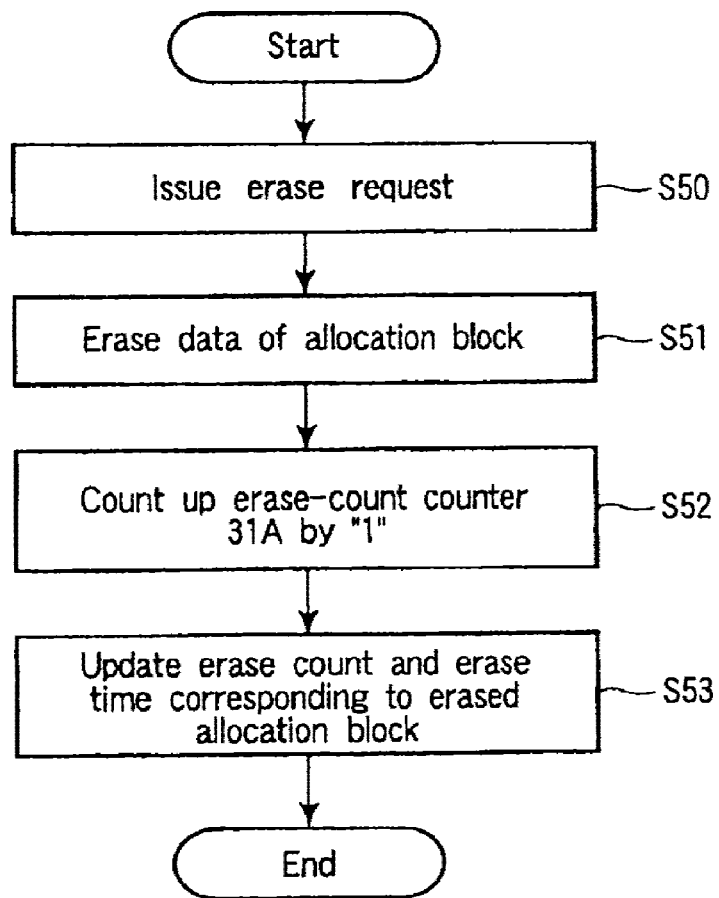 Start
Issue erase request
S50
Erase data of allocation block
S51
Count up erase-count counter
31A by "1"
S52
Update erase count and erase
time corresponding to erased
allocation block
S53
End